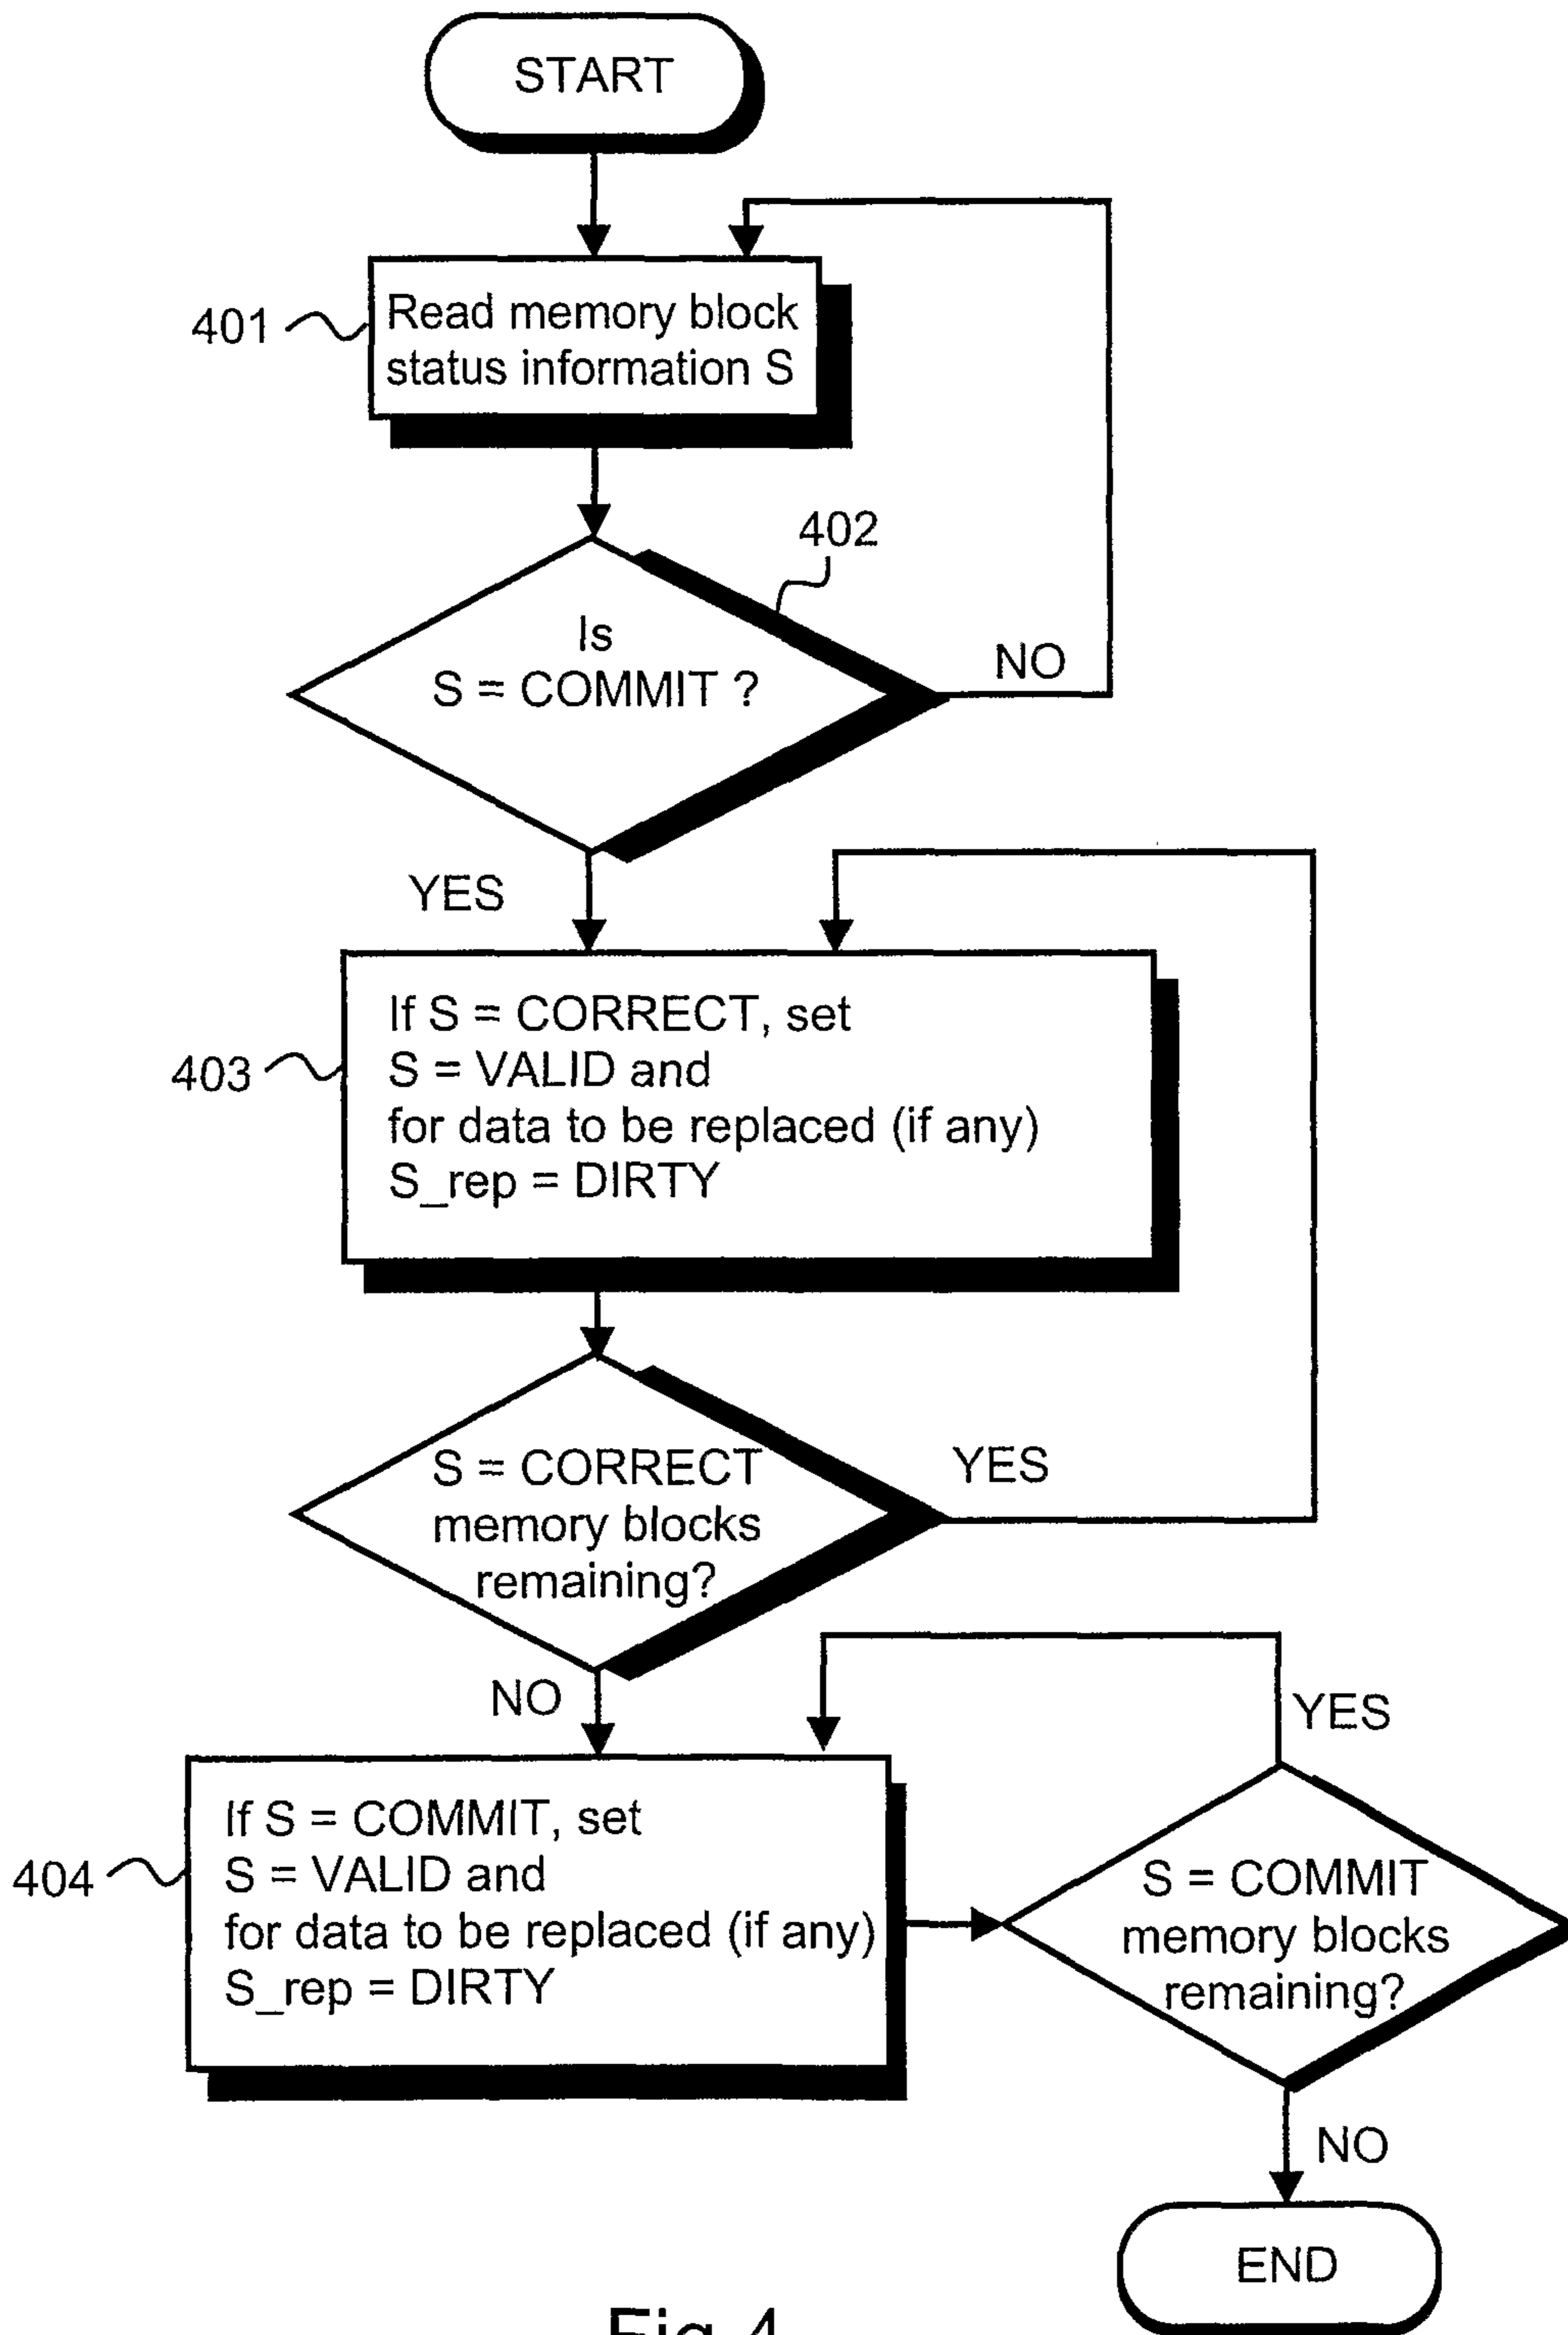 START
401
Read memory block
status information S
402
Is
S = COMMIT ?
NO
YES
403
If S = CORRECT, set
S = VALID and
for data to be replaced (if any)
S_rep = DIRTY
S = CORRECT
memory blocks
remaining?
YES
NO
404
If S = COMMIT, set
S = VALID and
for data to be replaced (if any)
S_rep = DIRTY
YES
S = COMMIT
memory blocks
remaining?
NO
END
Fig 4